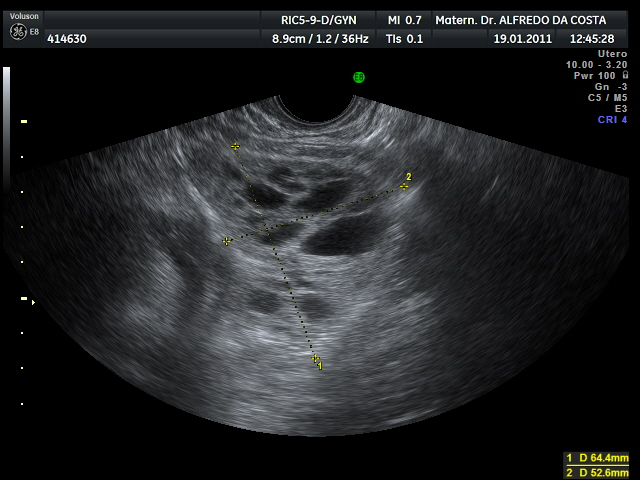 Voluson
RIC5-9-D/GYN
MI 0.7
Matern. Dr. ALFREDO DA COSTA
E8
414630
8.9cm / 1.2 / 36Hz
TIs 0.1
19.01.2011
12:45:28
Utero
10.00 - 3.20
Pwr 100
Gn -3
C5 / M5
E3
CRI 4
2
1
1 D 64.4mm
2 D 52.6mm